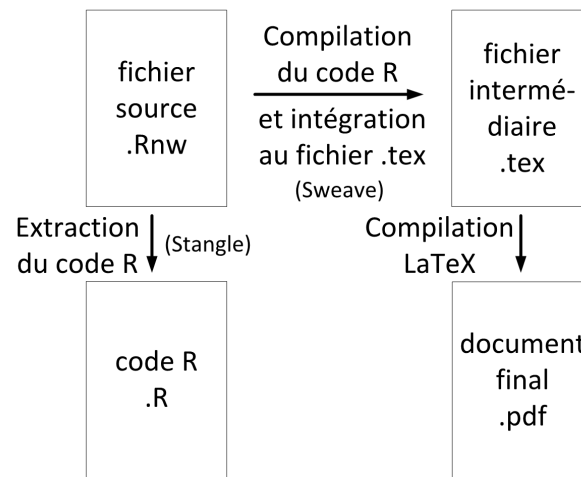 fichier
source
.Rnw
Compilation
du code R
et intégration
au fichier .tex
(Sweave)
fichier
intermé-
diaire
.tex
Extraction
du code R
(Stangle)
Compilation
LaTeX
code R
.R
document
final
.pdf